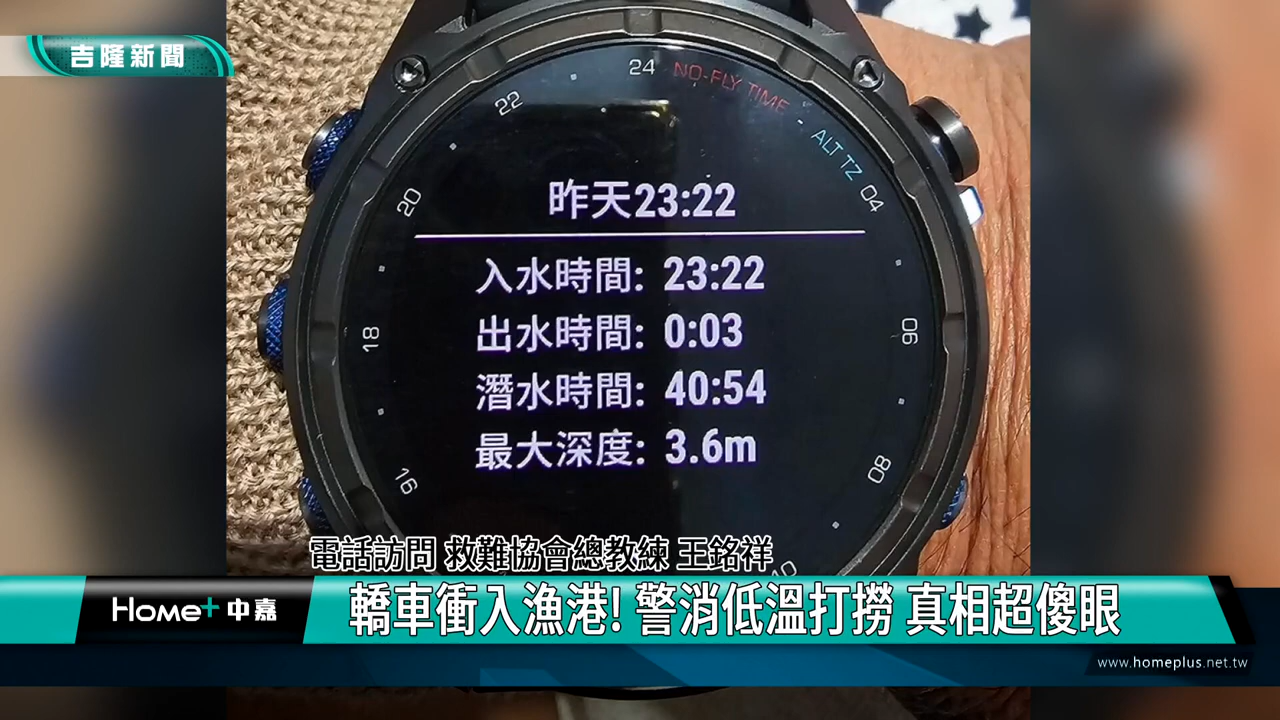 吉隆新聞
24
NO-FLY TIME
ALT TZ
22
20
18
16
04
06
08
10
昨天23:22
入水時間: 23:22
出水時間: 0:03
潛水時間: 40:54
最大深度: 3.6m
電話訪問 救難協會總教練 王銘祥
Home+ 中嘉
轎車衝入漁港! 警消低溫打撈 真相超傻眼
www.homeplus.net.tw